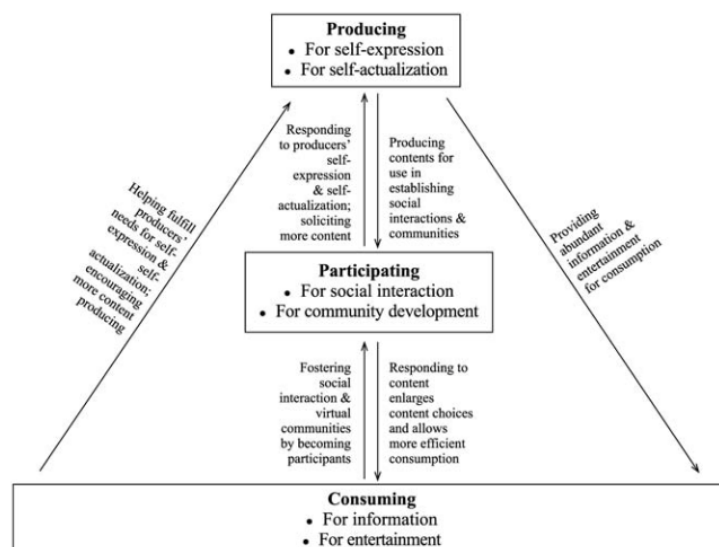 Producing
• For self-expression
• For self-actualization
Responding
to producers'
self-
expression
& self-
actualization;
soliciting
more content
Producing
contents for
use in
establishing
social
interactions &
communities
Helping fulfill
producers'
needs for self-
expression &
self-
actualization;
encouraging
more content
producing
Providing
abundant
information &
entertainment
for consumption
Participating
• For social interaction
• For community development
Fostering
social
interaction &
virtual
communities
by becoming
participants
Responding to
content
enlarges
content choices
and allows
more efficient
consumption
Consuming
• For information
• For entertainment